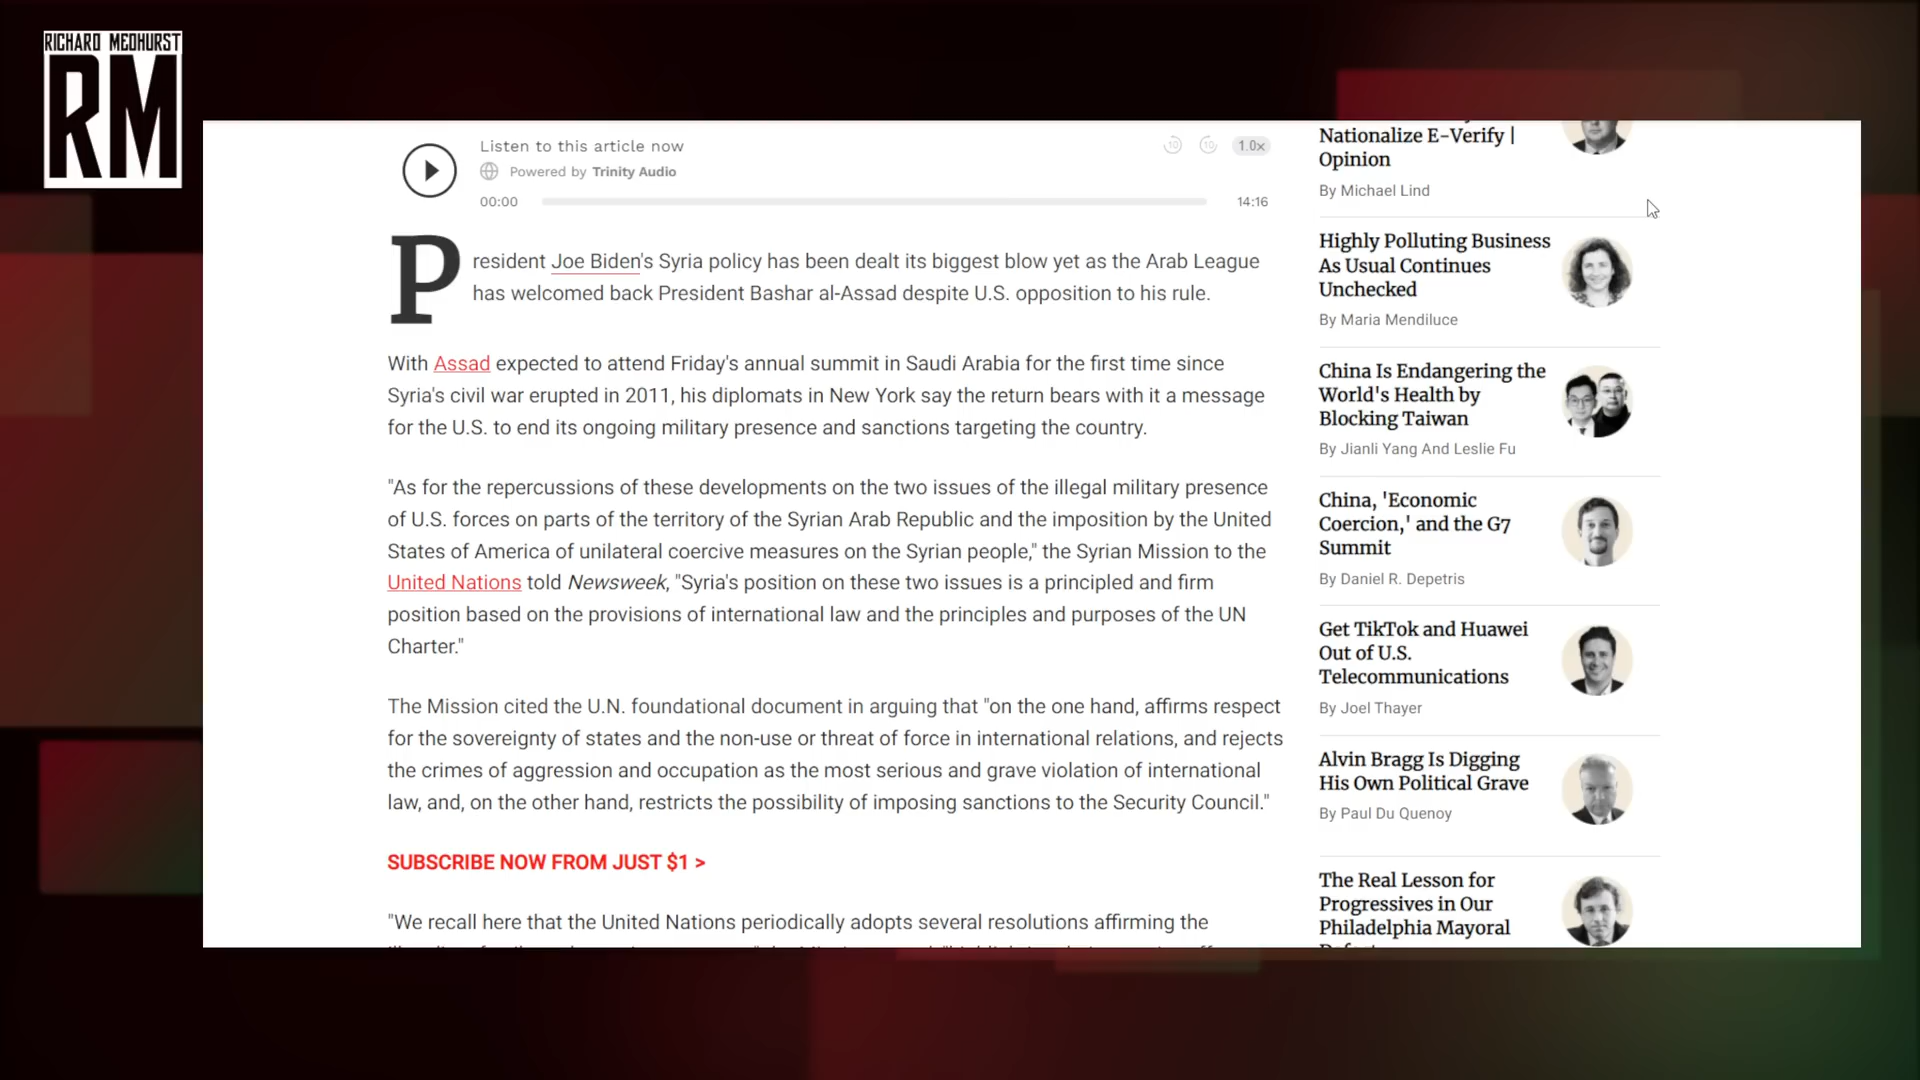 RICHARD MEDHURST
RM
Listen to this article now
10
10
1.0x
Powered by Trinity Audio
00:00
14:16
President Joe Biden's Syria policy has been dealt its biggest blow yet as the Arab League
has welcomed back President Bashar al-Assad despite U.S. opposition to his rule.
With Assad expected to attend Friday's annual summit in Saudi Arabia for the first time since
Syria's civil war erupted in 2011, his diplomats in New York say the return bears with it a message
for the U.S. to end its ongoing military presence and sanctions targeting the country.
"As for the repercussions of these developments on the two issues of the illegal military presence
of U.S. forces on parts of the territory of the Syrian Arab Republic and the imposition by the United
States of America of unilateral coercive measures on the Syrian people," the Syrian Mission to the
United Nations told Newsweek, "Syria's position on these two issues is a principled and firm
position based on the provisions of international law and the principles and purposes of the UN
Charter."
The Mission cited the U.N. foundational document in arguing that "on the one hand, affirms respect
for the sovereignty of states and the non-use or threat of force in international relations, and rejects
the crimes of aggression and occupation as the most serious and grave violation of international
law, and, on the other hand, restricts the possibility of imposing sanctions to the Security Council."
SUBSCRIBE NOW FROM JUST $1 >
"We recall here that the United Nations periodically adopts several resolutions affirming the
Nationalize E-Verify |
Opinion
By Michael Lind
Highly Polluting Business
As Usual Continues
Unchecked
By Maria Mendiluce
China Is Endangering the
World's Health by
Blocking Taiwan
By Jianli Yang And Leslie Fu
China, 'Economic
Coercion,' and the G7
Summit
By Daniel R. Depetris
Get TikTok and Huawei
Out of U.S.
Telecommunications
By Joel Thayer
Alvin Bragg Is Digging
His Own Political Grave
By Paul Du Quenoy
The Real Lesson for
Progressives in Our
Philadelphia Mayoral